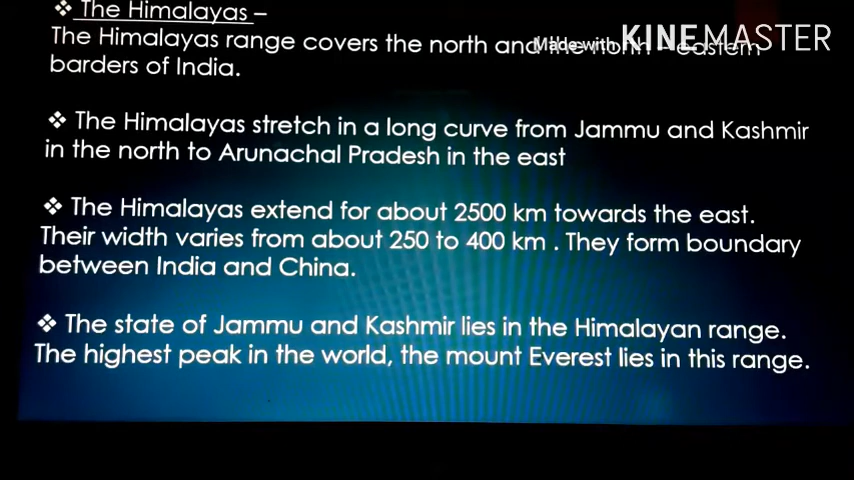 ❖ The Himalayas –
The Himalayas range covers the north and the north – eastern
Made with KINEMASTER
barders of India.
❖ The Himalayas stretch in a long curve from Jammu and Kashmir
in the north to Arunachal Pradesh in the east
❖ The Himalayas extend for about 2500 km towards the east.
Their width varies from about 250 to 400 km . They form boundary
between India and China.
❖ The state of Jammu and Kashmir lies in the Himalayan range.
The highest peak in the world, the mount Everest lies in this range.